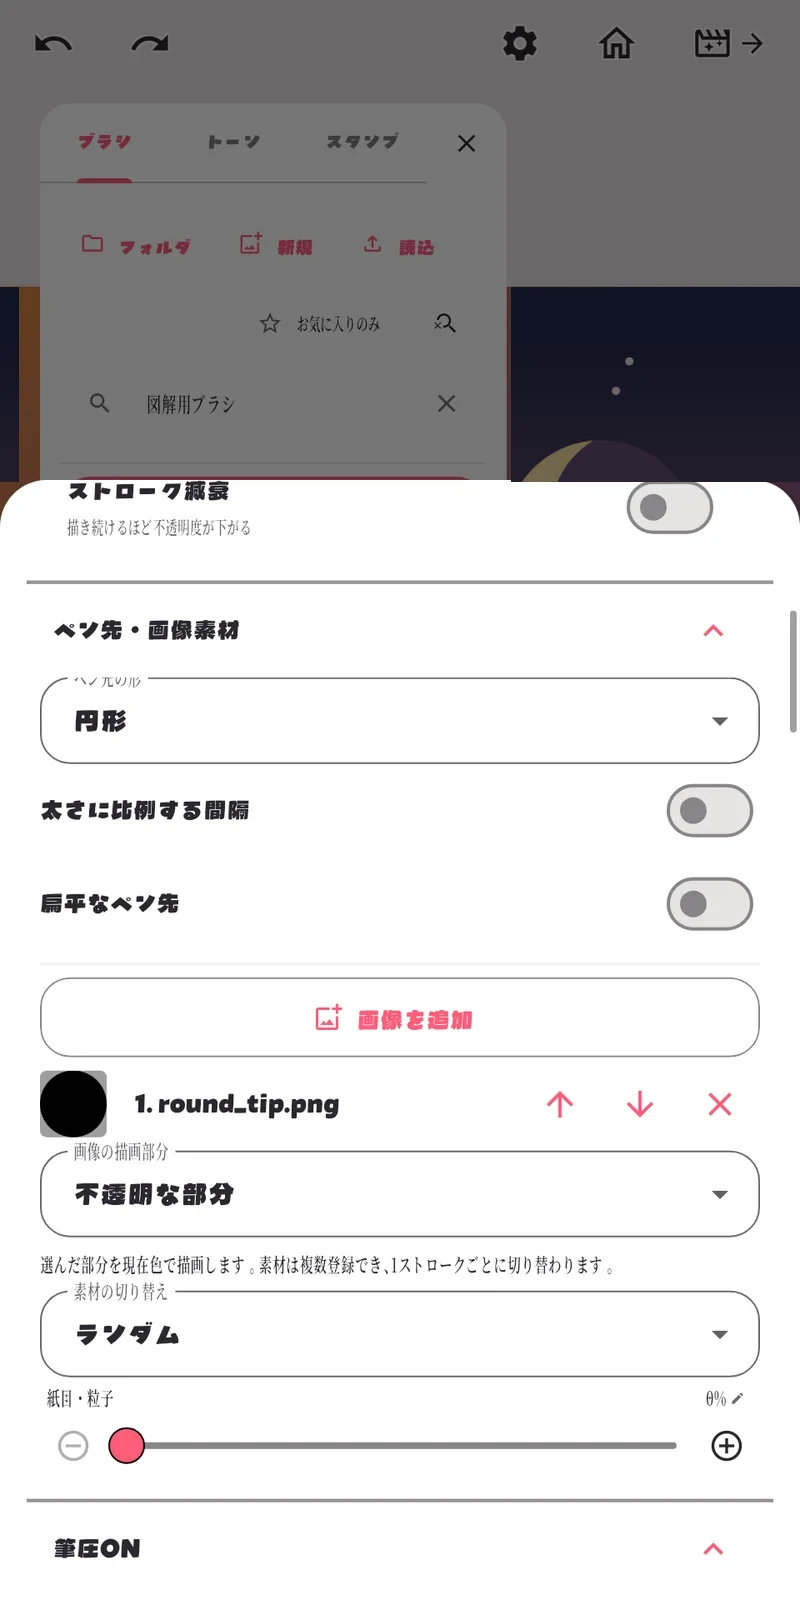 ブラシ
トーン
スタンプ
フォルダ
新規
読込
お気に入りのみ
図解用ブラシ
ストローク減衰
描き続けるほど不透明度が下がる
ペン先・画像素材
ペン先の形
円形
太さに比例する間隔
扁平なペン先
画像を追加
1. round_tip.png
画像の描画部分
不透明な部分
選んだ部分を現在色で描画します。素材は複数登録でき、1ストロークごとに切り替わります。
素材の切り替え
ランダム
紙目・粒子
0%
筆圧ON